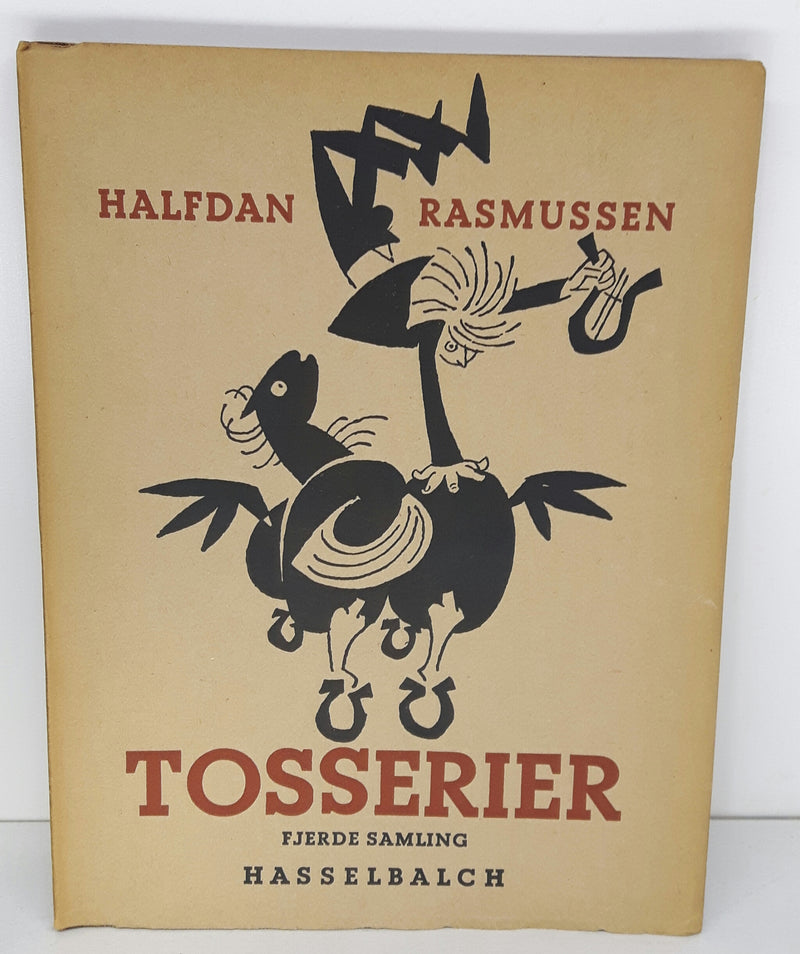 HALFDAN RASMUSSEN
TOSSERIER
FJERDE SAMLING
HASSELBALCH